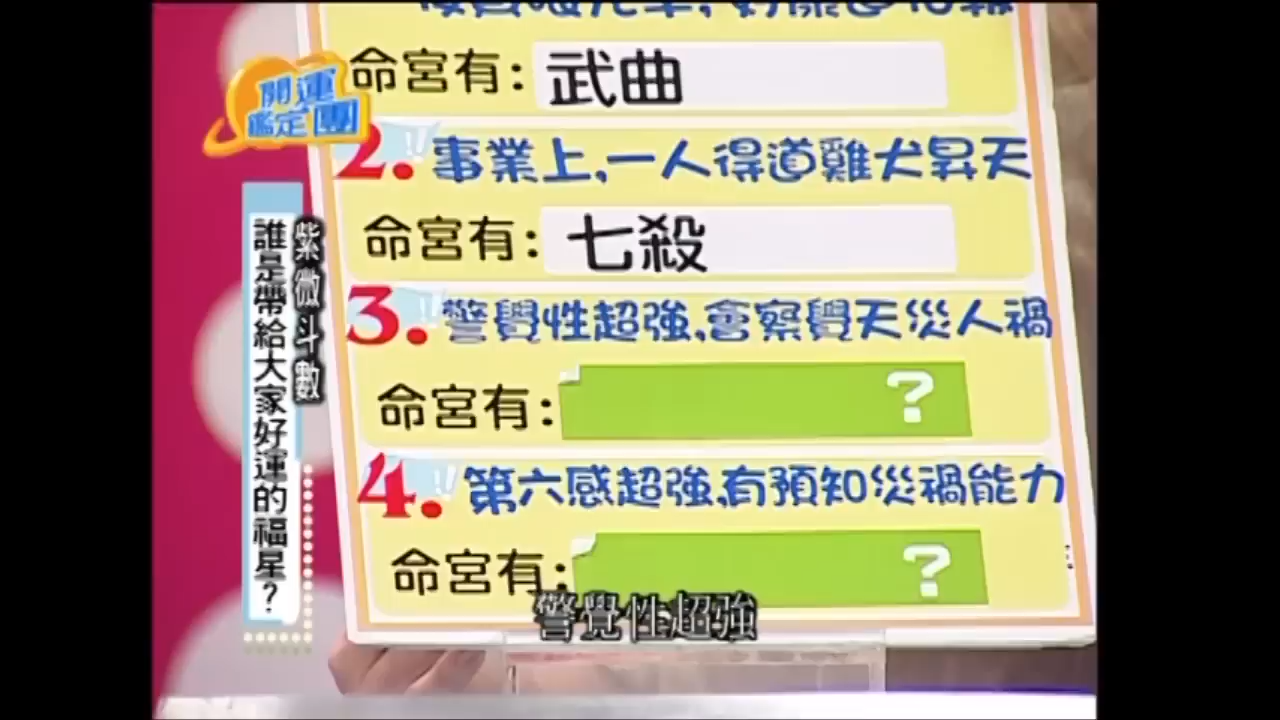 開運
鑑定團
紫微斗數
誰是帶給大家好運的福星?
命宮有: 武曲
2. 事業上,一人得道雞犬昇天
命宮有: 七殺
3. 警覺性超強,會察覺天災人禍
命宮有: ?
4. 第六感超強,有預知災禍能力
命宮有: ?
警覺性超強